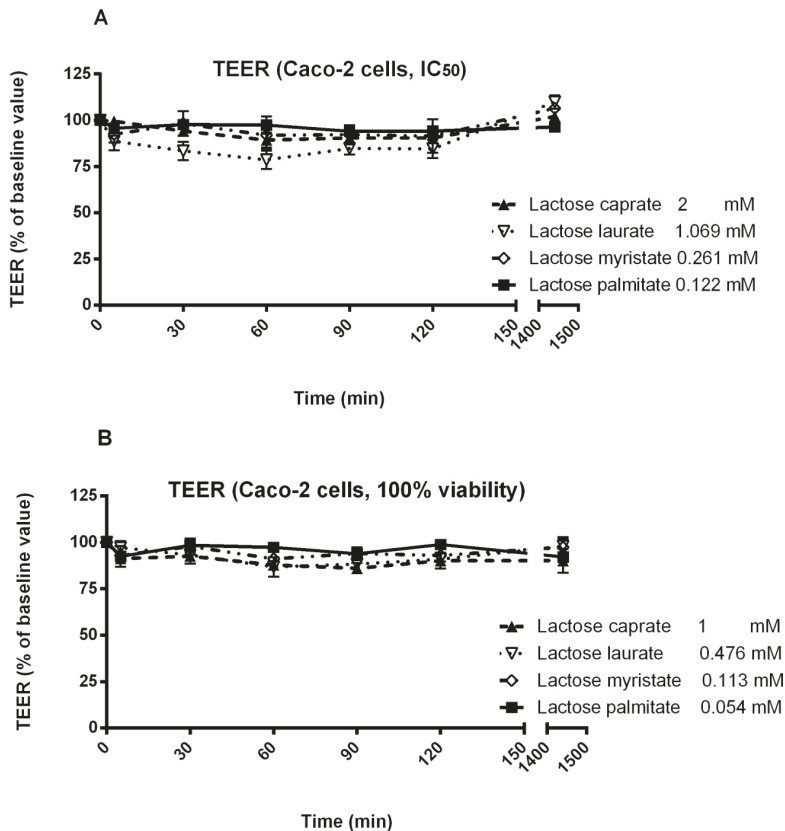 A
TEER (Caco-2 cells, IC50)
TEER (% of baseline value)
125
100
75
50
25
0
0 30 60 90 120 150 1400 1500
Time (min)
Lactose caprate 2 mM
Lactose laurate 1.069 mM
Lactose myristate 0.261 mM
Lactose palmitate 0.122 mM
B
TEER (Caco-2 cells, 100% viability)
TEER (% of baseline value)
125
100
75
50
25
0
0 30 60 90 120 150 1400 1500
Time (min)
Lactose caprate 1 mM
Lactose laurate 0.476 mM
Lactose myristate 0.113 mM
Lactose palmitate 0.054 mM